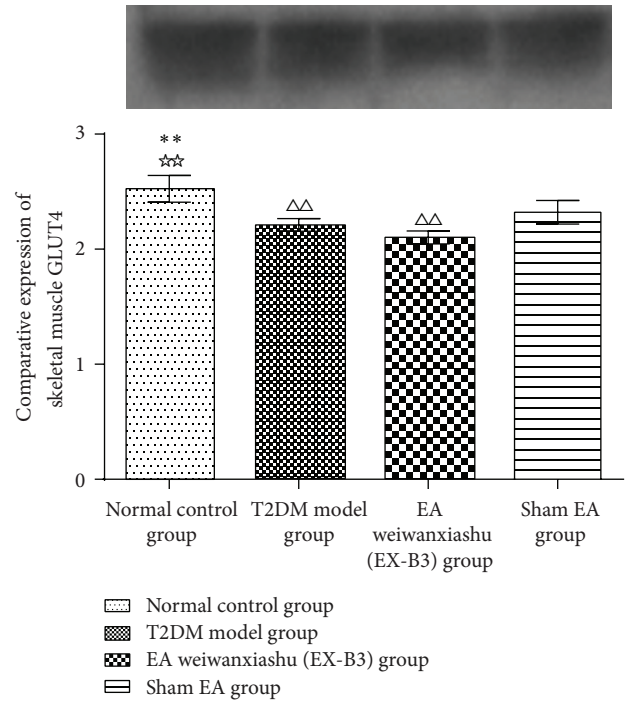 3
2
1
0
Comparative expression of
skeletal muscle GLUT4
**
☆☆
△△
△△
Normal control
group
T2DM model
group
EA
weiwanxiashu
(EX-B3) group
Sham EA
group
Normal control group
T2DM model group
EA weiwanxiashu (EX-B3) group
Sham EA group